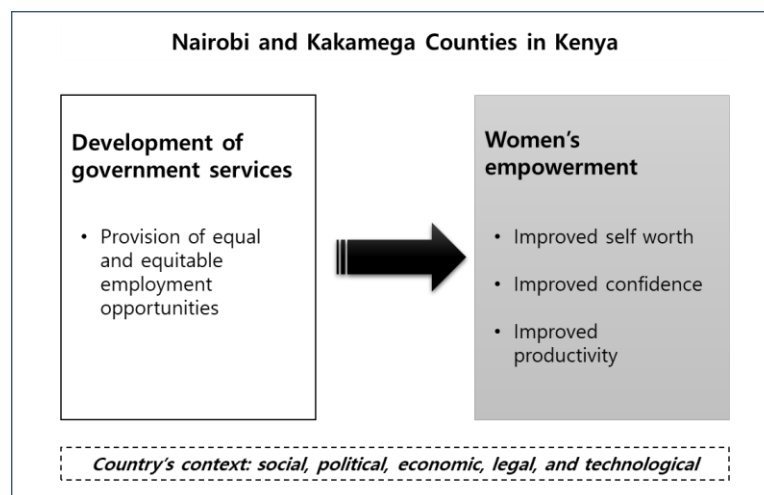 Nairobi and Kakamega Counties in Kenya
Development of
government services
• Provision of equal
and equitable
employment
opportunities
Women's
empowerment
• Improved self worth
• Improved confidence
• Improved
productivity
Country's context: social, political, economic, legal, and technological